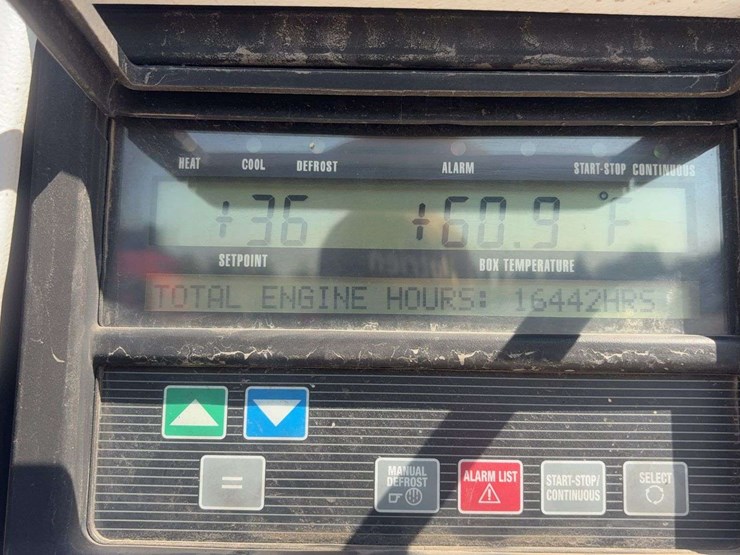 HEAT COOL DEFROST ALARM START-STOP CONTINUOUS
+36 +60.9 °F
SETPOINT BOX TEMPERATURE
TOTAL ENGINE HOURS: 16442HRS
=
MANUAL DEFROST
ALARM LIST
START-STOP/
CONTINUOUS
SELECT